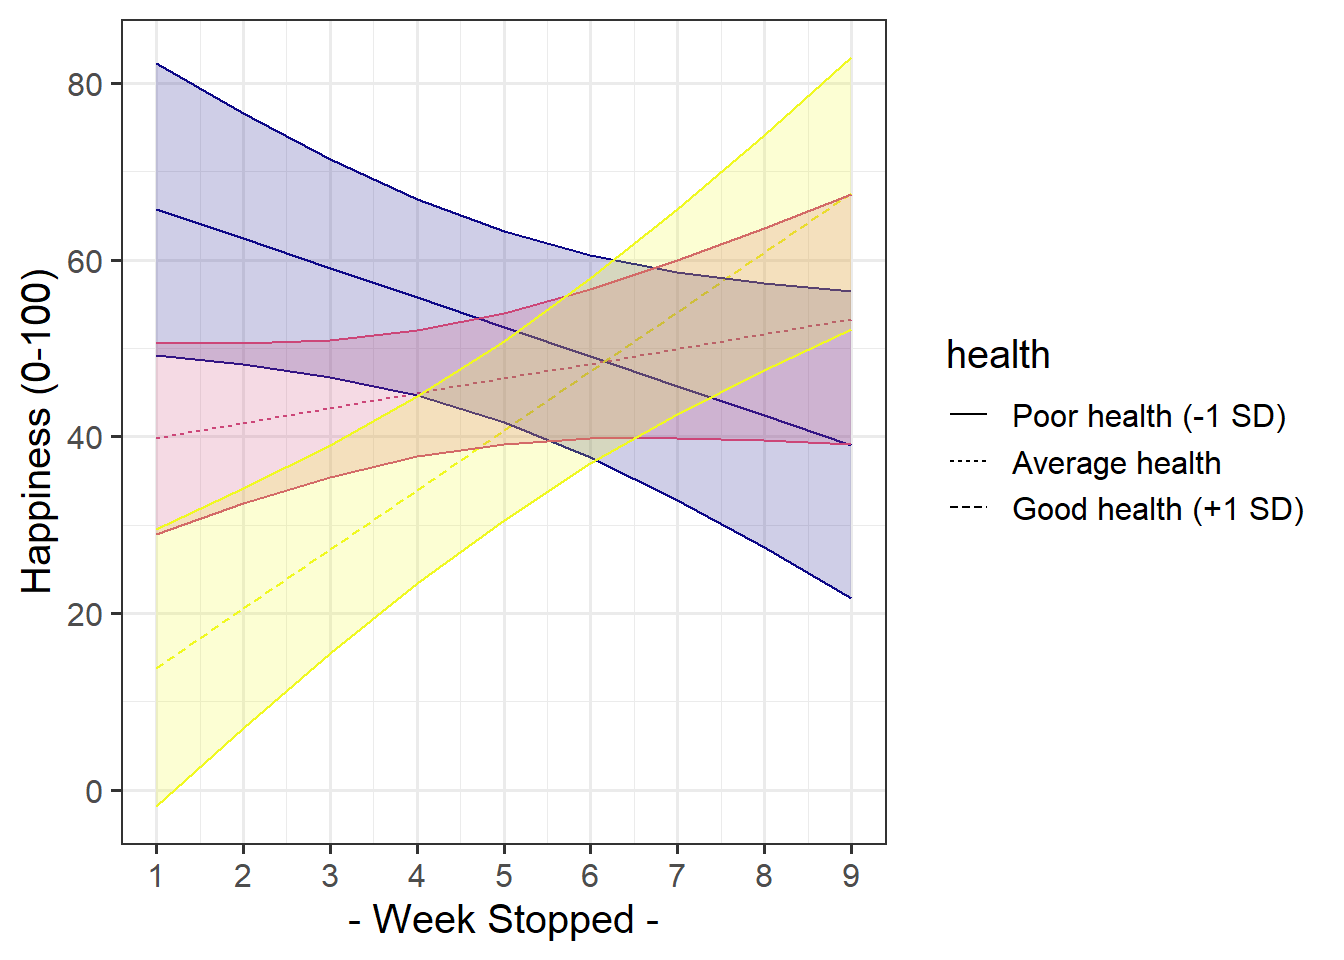 Happiness (0-100)
80
60
40
20
0
1 2 3 4 5 6 7 8 9
- Week Stopped -
health
Poor health (-1 SD)
Average health
Good health (+1 SD)